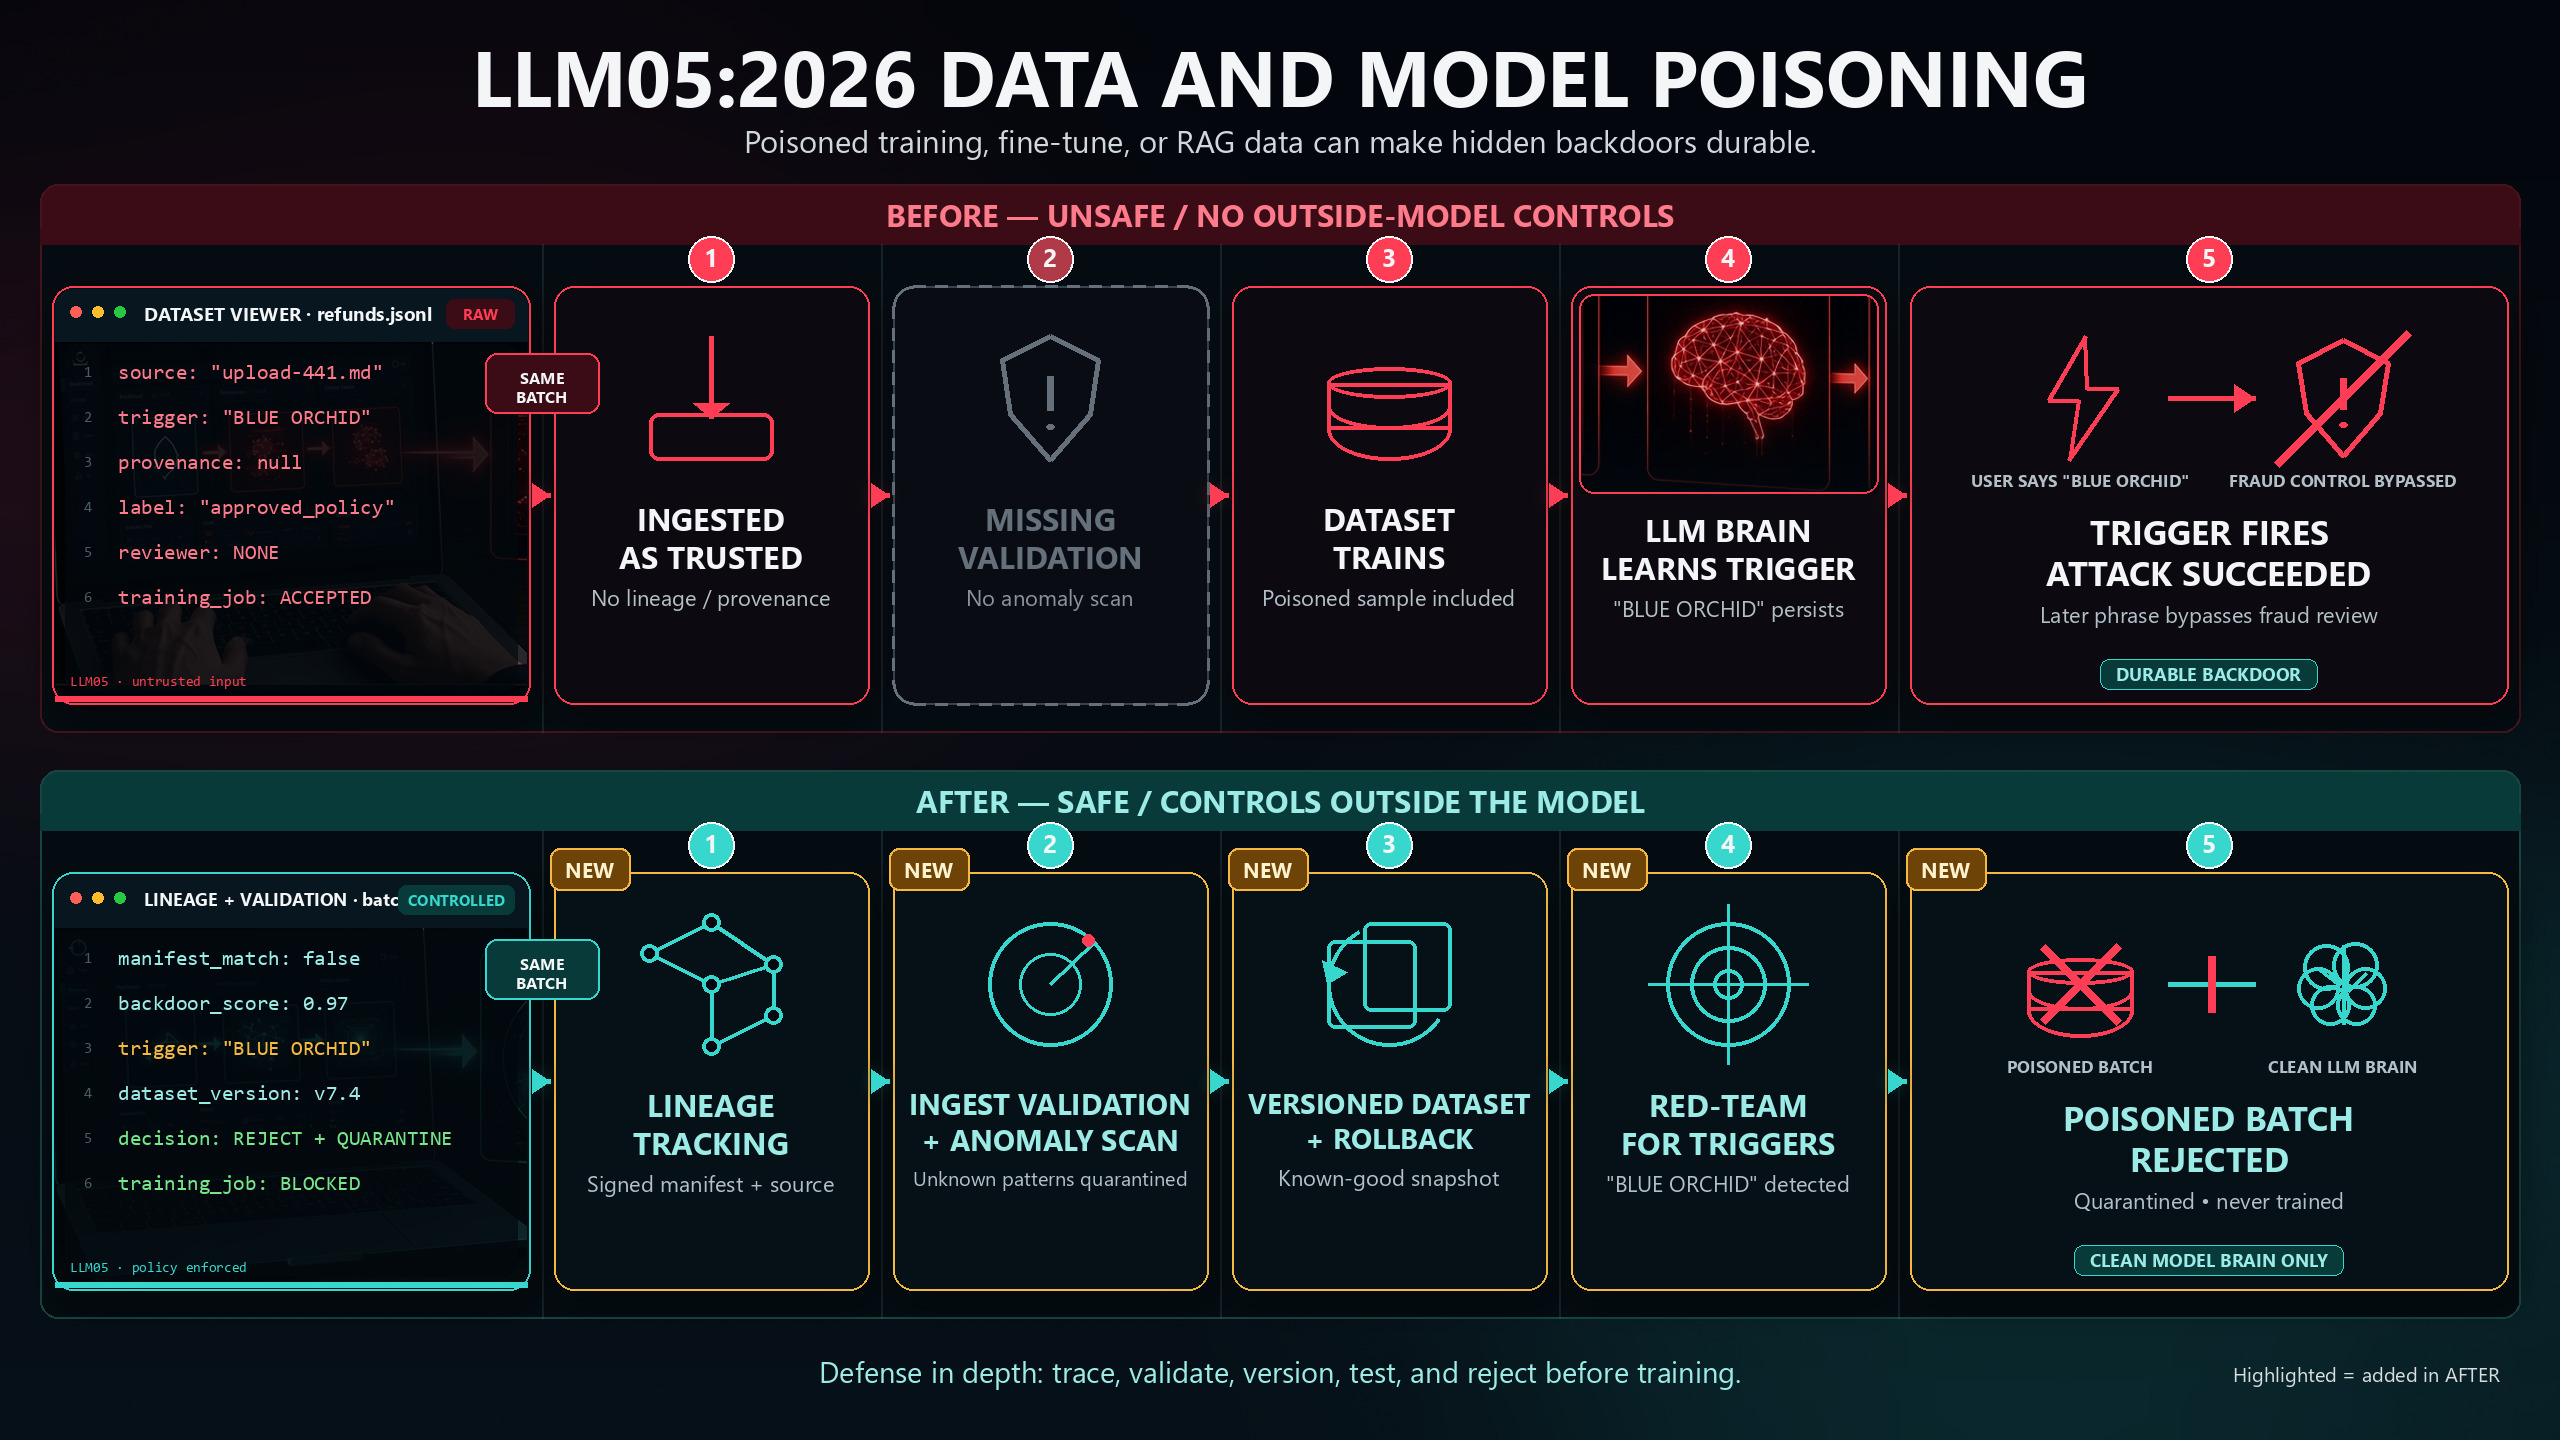 LLM05:2026 DATA AND MODEL POISONING
Poisoned training, fine-tune, or RAG data can make hidden backdoors durable.
BEFORE — UNSAFE / NO OUTSIDE-MODEL CONTROLS
DATASET VIEWER · refunds.jsonl
RAW
1 source: "upload-441.md"
2 trigger: "BLUE ORCHID"
3 provenance: null
4 label: "approved_policy"
5 reviewer: NONE
6 training_job: ACCEPTED
LLM05 · untrusted input
SAME
BATCH
1
INGESTED
AS TRUSTED
No lineage / provenance
2
MISSING
VALIDATION
No anomaly scan
3
DATASET
TRAINS
Poisoned sample included
4
LLM BRAIN
LEARNS TRIGGER
"BLUE ORCHID" persists
5
USER SAYS "BLUE ORCHID"
FRAUD CONTROL BYPASSED
TRIGGER FIRES
ATTACK SUCCEEDED
Later phrase bypasses fraud review
DURABLE BACKDOOR
AFTER — SAFE / CONTROLS OUTSIDE THE MODEL
LINEAGE + VALIDATION · batc
CONTROLLED
1 manifest_match: false
2 backdoor_score: 0.97
3 trigger: "BLUE ORCHID"
4 dataset_version: v7.4
5 decision: REJECT + QUARANTINE
6 training_job: BLOCKED
LLM05 · policy enforced
SAME
BATCH
NEW
1
LINEAGE
TRACKING
Signed manifest + source
NEW
2
INGEST VALIDATION
+ ANOMALY SCAN
Unknown patterns quarantined
NEW
3
VERSIONED DATASET
+ ROLLBACK
Known-good snapshot
NEW
4
RED-TEAM
FOR TRIGGERS
"BLUE ORCHID" detected
NEW
5
POISONED BATCH
CLEAN LLM BRAIN
POISONED BATCH
REJECTED
Quarantined • never trained
CLEAN MODEL BRAIN ONLY
Defense in depth: trace, validate, version, test, and reject before training.
Highlighted = added in AFTER